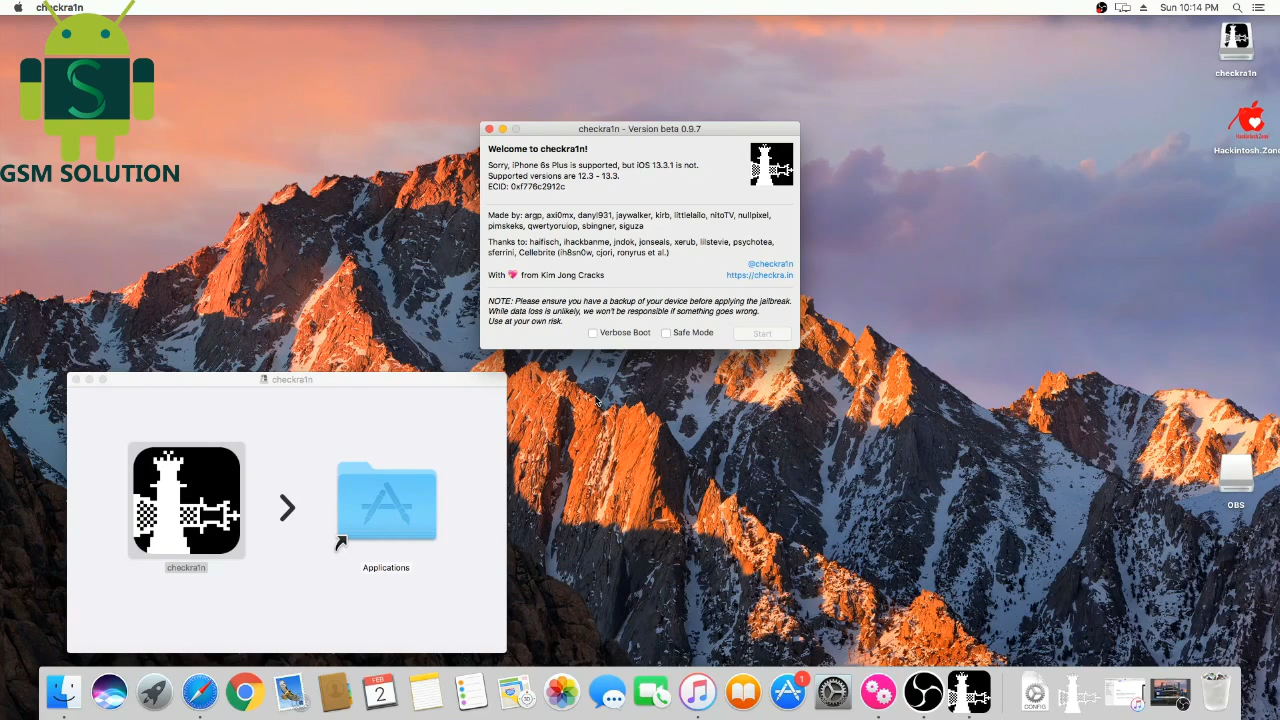 checkra1n
Sun 10:14 PM
S
GSM SOLUTION
checkra1n
Hackintosh.Zone
Hackintosh.Zone
checkra1n - Version beta 0.9.7
Welcome to checkra1n!
Sorry, iPhone 6s Plus is supported, but iOS 13.3.1 is not.
Supported versions are 12.3 - 13.3.
ECID: 0xf776c2912c
Made by: argp, axi0mx, danyl931, jaywalker, kirb, littlelailo, nitoTV, nullpixel,
pimskeks, qwertyoruiop, sbingner, siguza
Thanks to: haifisch, ihackbanme, jndok, jonseals, xerub, lilstevie, psychotea,
sferrini, Cellebrite (ih8sn0w, cjori, ronyrus et al.)
@checkra1n
With 💖 from Kim Jong Cracks
https://checkra.in
NOTE: Please ensure you have a backup of your device before applying the jailbreak.
While data loss is unlikely, we won't be responsible if something goes wrong.
Use at your own risk.
Verbose Boot
Safe Mode
Start
checkra1n
checkra1n
Applications
OBS
FEB
2
1
CONFIG